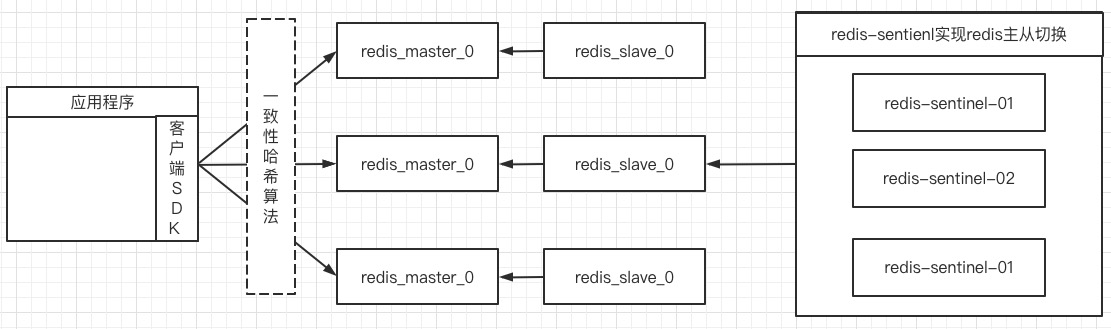 应用程序
客户端SDK
一致性哈希算法
redis_master_0
redis_slave_0
redis_master_0
redis_slave_0
redis_master_0
redis_slave_0
redis-sentienl实现redis主从切换
redis-sentinel-01
redis-sentinel-02
redis-sentinel-01